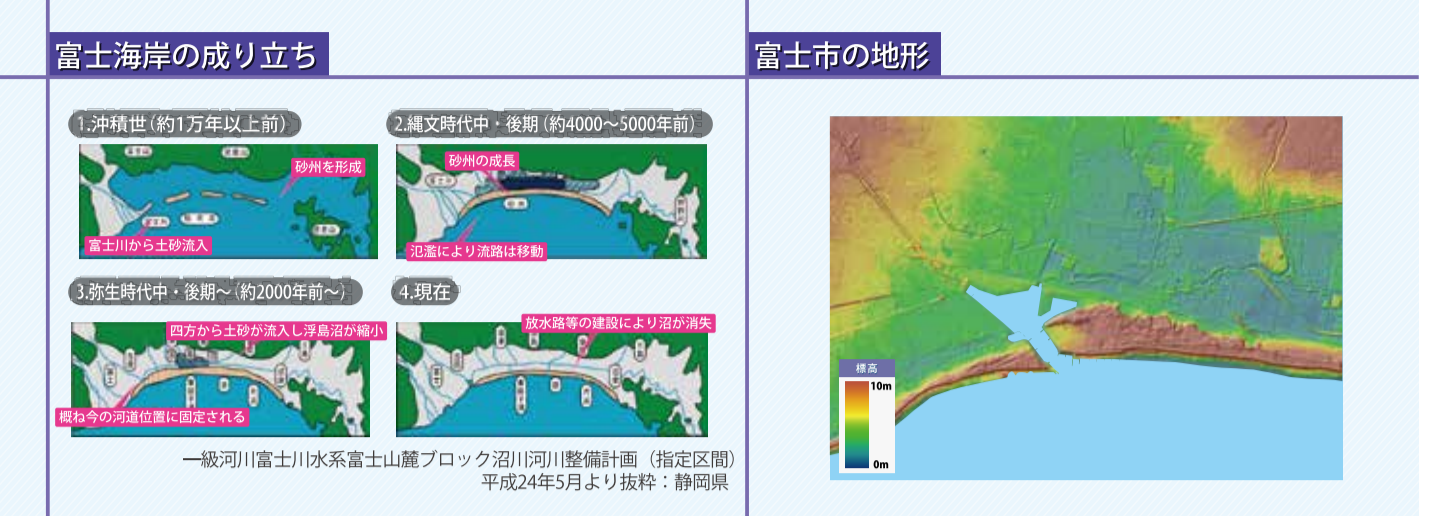 富士海岸の成り立ち
1.沖積世（約1万年以上前）
砂州を形成
富士川から土砂流入
2.縄文時代中・後期（約4000～5000年前）
砂州の成長
氾濫により流路は移動
3.弥生時代中・後期～（約2000年前～）
四方から土砂が流入し浮島沼が縮小
概ね今の河道位置に固定される
4.現在
放水路等の建設により沼が消失
一級河川富士川水系富士山麓ブロック沼川河川整備計画（指定区間）
平成24年5月より抜粋：静岡県
富士市の地形
標高
10m
0m